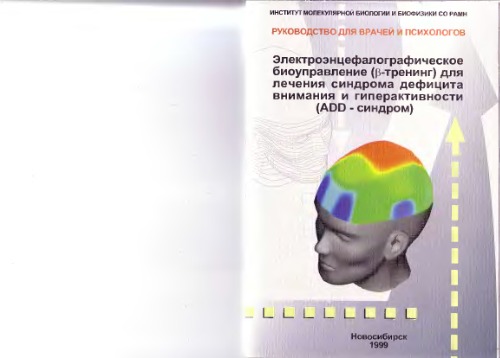 ИНСТИТУТ МОЛЕКУЛЯРНОЙ БИОЛОГИИ И БИОФИЗИКИ СО РАМН
РУКОВОДСТВО ДЛЯ ВРАЧЕЙ И ПСИХОЛОГОВ
Электроэнцефалографическое
биоуправление (β-тренинг) для
лечения синдрома дефицита
внимания и гиперактивности
(ADD - синдром)
Новосибирск
1999